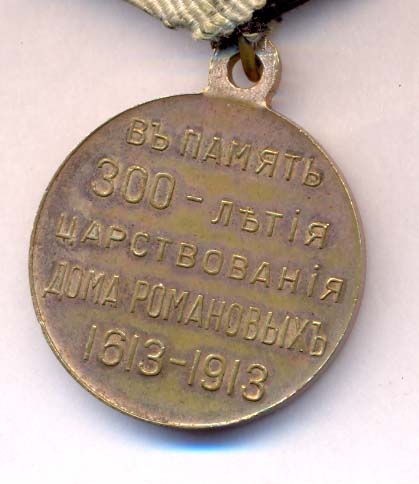 ВЪ ПАМЯТЬ
300-ЛѢТІЯ
ЦАРСТВОВАНІЯ
ДОМА РОМАНОВЫХЪ
1613-1913